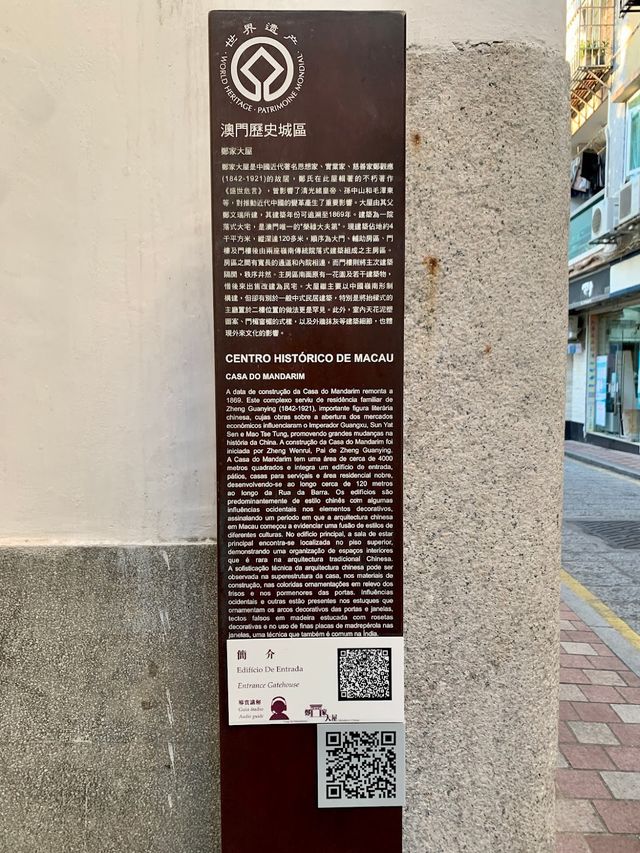 世界遺产
WORLD HERITAGE · PATRIMOINE MONDIAL
澳門歷史城區
鄭家大屋
鄭家大屋是中國近代著名思想家、實業家、慈善家鄭觀應
(1842-1921)的故居，鄭氏在此屋輯著的不朽著作
《盛世危言》，曾影響了清光緒皇帝、孫中山和毛澤東
等，對推動近代中國的變革產生了重要影響。大屋由其父
鄭文瑞所建，其建築年份可追溯至1869年。建築為一院
落式大宅，是澳門唯一的"榮祿大夫第"。現建築佔地約4
千平方米，縱深達120多米，順序為大門、輔助房區、門
樓及門樓後由兩座嶺南傳統院落式建築組成之主房區。
房區之間有寬長的通道和內院相連，而門樓則將主次建築
隔開，秩序井然。主房區南面原有一花園及若干建築物，
惜後來出售改建為民宅。大屋雖主要以中國嶺南形制
構建，但卻有別於一般中式民居建築，特別是將抬樑式的
主廳置於二樓位置的做法更是罕見。此外，室內天花泥塑
圖案、門楣窗楣的式樣，以及外牆抹灰等建築細節，也體
現外來文化的影響。
CENTRO HISTÓRICO DE MACAU
CASA DO MANDARIM
A data de construção da Casa do Mandarim remonta a
1869. Este complexo serviu de residência familiar de
Zheng Guanying (1842-1921), importante figura literária
chinesa, cujas obras sobre a abertura dos mercados
económicos influenciaram o Imperador Guangxu, Sun Yat
Sen e Mao Tse Tung, promovendo grandes mudanças na
história da China. A construção da Casa do Mandarim foi
iniciada por Zheng Wenrui, Pai de Zheng Guanying.
A Casa do Mandarim tem uma área de cerca de 4000
metros quadrados e integra um edifício de entrada,
pátios, casas para serviçais e área residencial nobre,
desenvolvendo-se ao longo cerca de 120 metros
ao longo da Rua da Barra. Os edifícios são
predominantemente de estilo chinês com algumas
influências ocidentais nos elementos decorativos,
assinalando um período em que a arquitectura chinesa
em Macau começou a evidenciar uma fusão de estilos de
diferentes culturas. No edifício principal, a sala de estar
principal encontra-se localizada no piso superior,
demonstrando uma organização de espaços interiores
que é rara na arquitectura tradicional Chinesa.
A sofisticação técnica da arquitectura chinesa pode ser
observada na superestrutura da casa, nos materiais de
construção, nas coloridas ornamentações em relevo dos
frisos e nos pormenores das portas. Influências
ocidentais e outras estão presentes nos estuques que
ornamentam os arcos decorativos das portas e janelas,
tectos falsos em madeira estucada com rosetas
decorativas e no uso de finas placas de madrepérola nas
janelas, uma técnica que também é comum na Índia.
簡 介
Edifício De Entrada
Entrance Gatehouse
導賞講解
Guia áudio
Audio guide
鄭家大屋